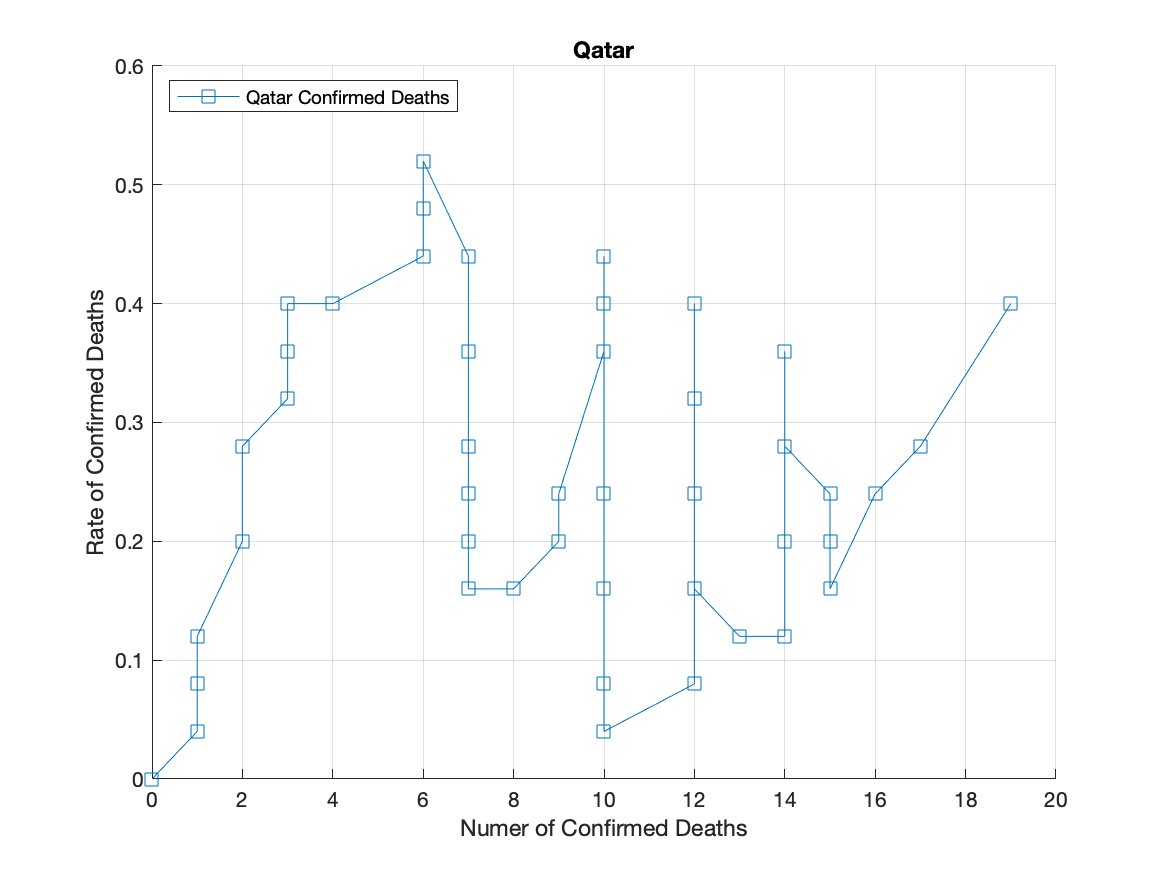 Qatar
Qatar Confirmed Deaths
0.6
0.5
0.4
0.3
0.2
0.1
0
Rate of Confirmed Deaths
0 2 4 6 8 10 12 14 16 18 20
Numer of Confirmed Deaths